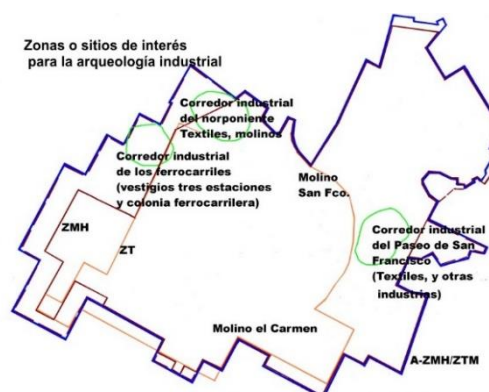 Zonas o sitios de interés
para la arqueología industrial
Corredor industrial
del norponiente
Textiles, molinos
Corredor industrial
de los ferrocarriles
(vestigios tres estaciones
y colonia ferrocarrilera)
Molino
San Fco.
ZMH
ZT
Corredor industrial
del Paseo de San
Francisco
(Textiles, y otras
industrias)
Molino el Carmen
A-ZMH/ZTM